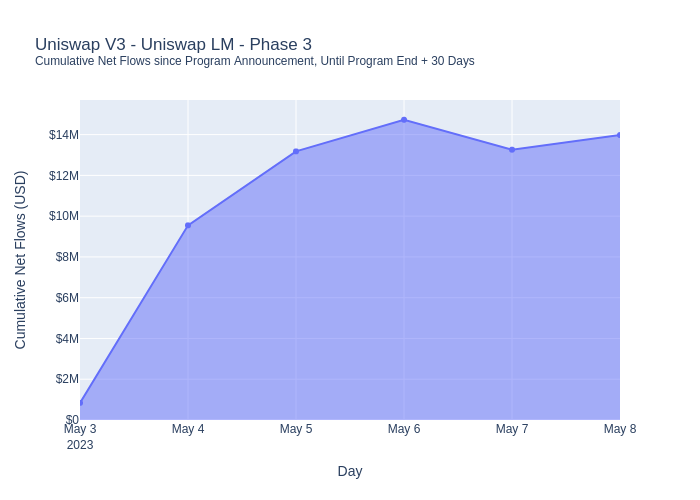 Uniswap V3 - Uniswap LM - Phase 3
Cumulative Net Flows since Program Announcement, Until Program End + 30 Days
$14M
$12M
$10M
$8M
$6M
$4M
$2M
$0
Cumulative Net Flows (USD)
May 3
2023
May 4
May 5
May 6
May 7
May 8
Day